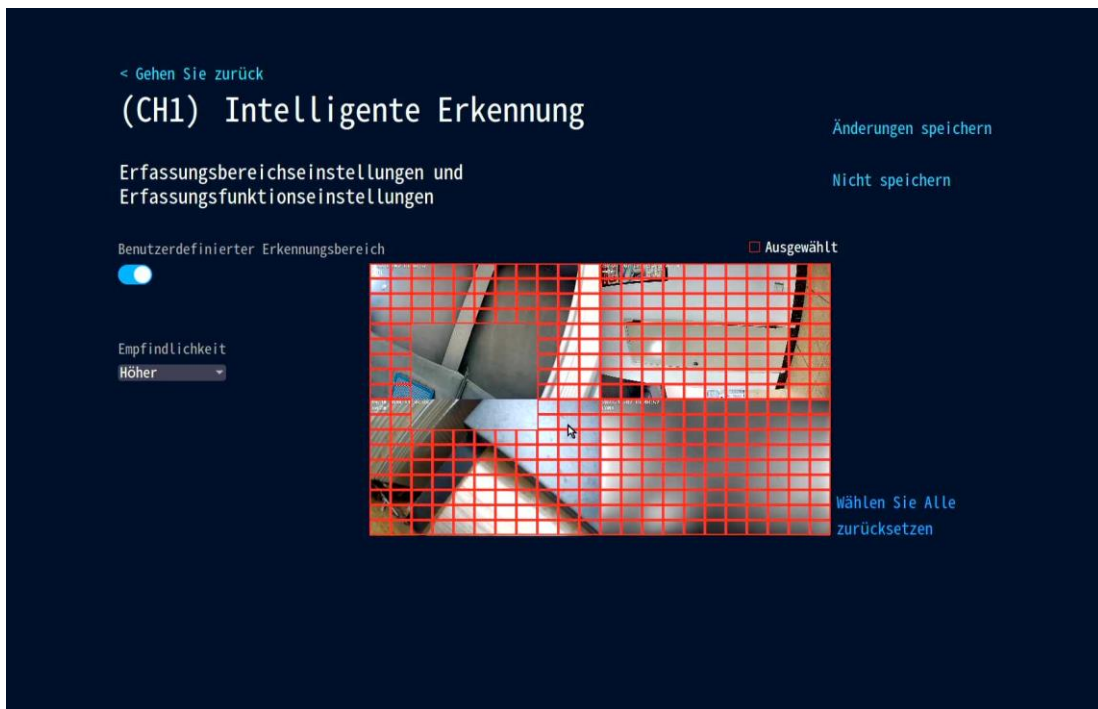 < Gehen Sie zurück
(CH1) Intelligente Erkennung
Änderungen speichern
Erfassungsbereichseinstellungen und
Erfassungsfunktionseinstellungen
Nicht speichern
Benutzerdefinierter Erkennungsbereich
Ausgewählt
Empfindlichkeit
Höher
Wählen Sie Alle
zurücksetzen